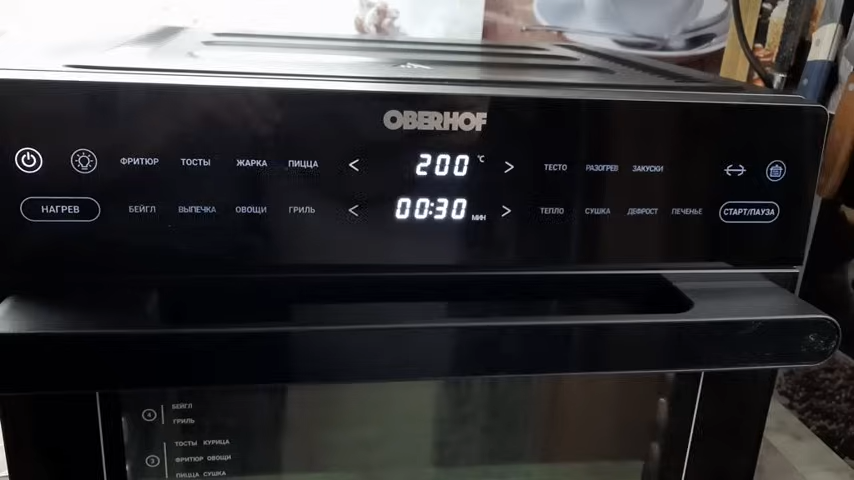 OBERHOF
ФРИТЮР ТОСТЫ ЖАРКА ПИЦЦА < 200 °C > ТЕСТО РАЗОГРЕВ ЗАКУСКИ
НАГРЕВ БЕЙГЛ ВЫПЕЧКА ОВОЩИ ГРИЛЬ < 00:30 МИН > ТЕПЛО СУШКА ДЕФРОСТ ПЕЧЕНЬЕ СТАРТ/ПАУЗА
4 БЕЙГЛ
ГРИЛЬ
ТОСТЫ КУРИЦА
3 ФРИТЮР ОВОЩИ
ПИЦЦА СУШКА